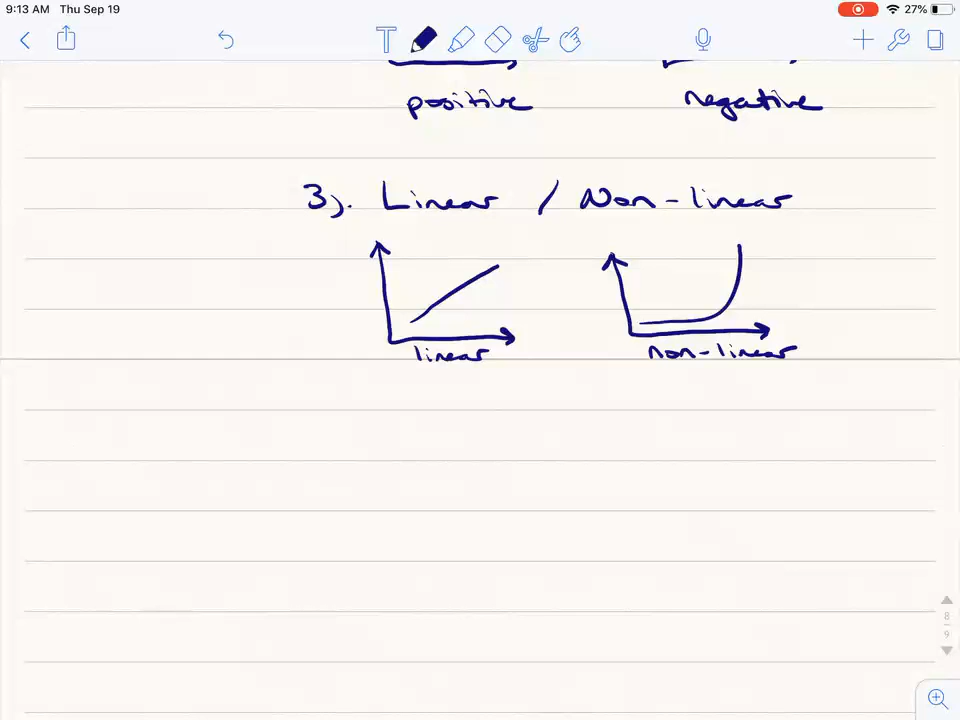 9:13 AM Thu Sep 19 27%
T
positive negative
3). Linear / Non-linear
linear non-linear
8
9